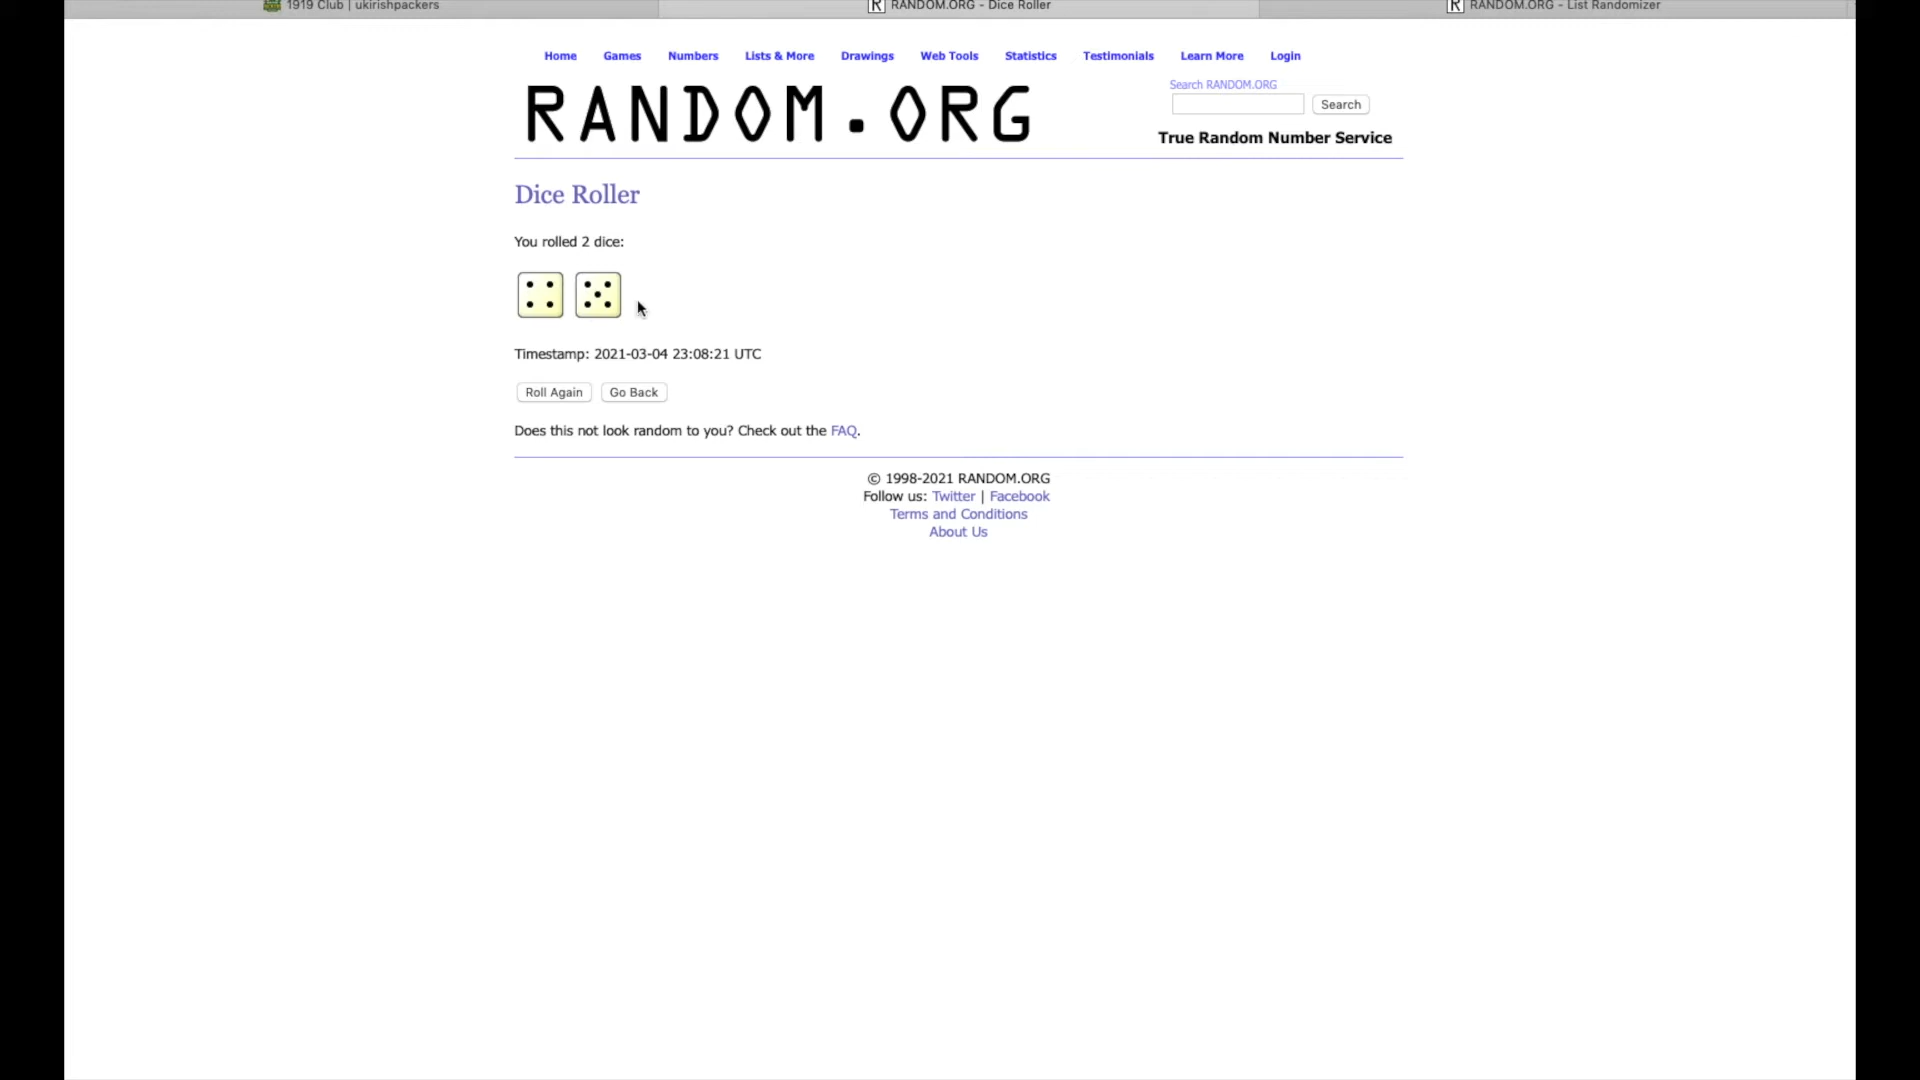 1919 Club | ukirishpackers
RANDOM.ORG - Dice Roller
RANDOM.ORG - List Randomizer
Home Games Numbers Lists & More Drawings Web Tools Statistics Testimonials Learn More Login
RANDOM.ORG
Search RANDOM.ORG
Search
True Random Number Service
Dice Roller
You rolled 2 dice:
Timestamp: 2021-03-04 23:08:21 UTC
Roll Again Go Back
Does this not look random to you? Check out the FAQ.
© 1998-2021 RANDOM.ORG
Follow us: Twitter | Facebook
Terms and Conditions
About Us